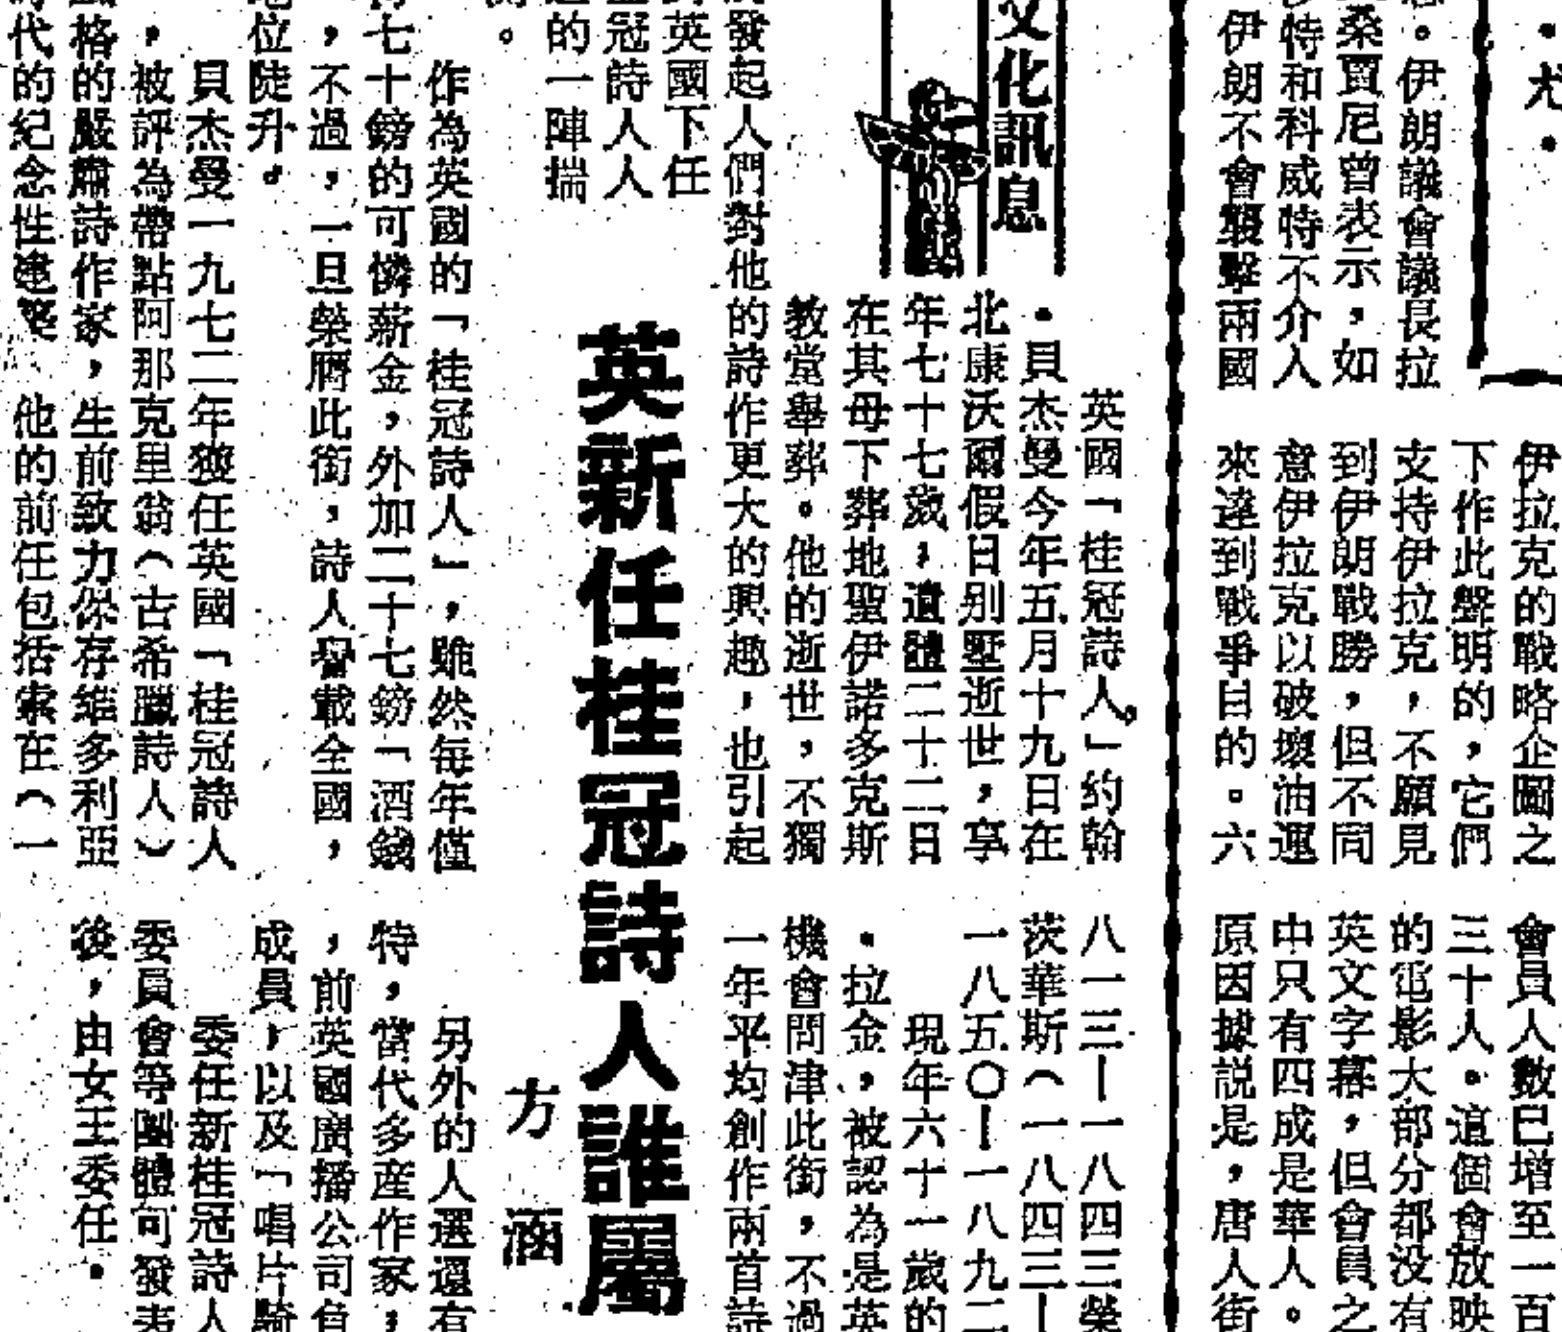 ．尤．
。伊朗議會議長拉
桑賈尼曾表示，如
特和科威特不介入
伊朗不會襲擊兩國
伊拉克的戰略企圖之
下作此聲明的，它們
支持伊拉克，不願見
到伊朗戰勝，但不同
意伊拉克以破壞油運
來達到戰爭目的。六
會員人數已增至一百
三十人。這個會放映
的電影大部分都没有
英文字幕，但會員之
中只有四成是華人。
原因據説是，唐人街
文化訊息
英新任桂冠詩人誰屬
方涵
英國「桂冠詩人。」約翰
．貝杰曼今年五月十九日在
北康沃爾假日別墅逝世，享
年七十七歲，遺體二十二日
在其母下葬地聖伊諾多克斯
教堂舉葬。他的逝世，不獨
發起人們對他的詩作更大的興趣，也引起
英國下任
冠詩人人
的一陣揣
。
作為英國的「桂冠詩人」，雖然每年僅
七十鎊的可憐薪金，外加二十七鎊「酒錢
，不過，一旦榮膺此銜，詩人譽載全國，
位陡升。
貝杰曼一九七二年獲任英國「桂冠詩人
，被評為帶點阿那克里翁（古希臘詩人）
格的嚴肅詩作家，生前致力保存維多利亞
代的紀念性建築 他的前任包括索在（一
八一三—一八四三榮
茨華斯（一八四三—
一八五〇—一八九二
現年六十一歲的
．拉金，被認為是英
機會問津此銜，不過
一年平均創作兩首詩
另外的人選還有
特，當代多産作家，
，前英國廣播公司負
成員，以及「唱片騎
委任新桂冠詩人
委員會等團體司發表
後，由女王委任。